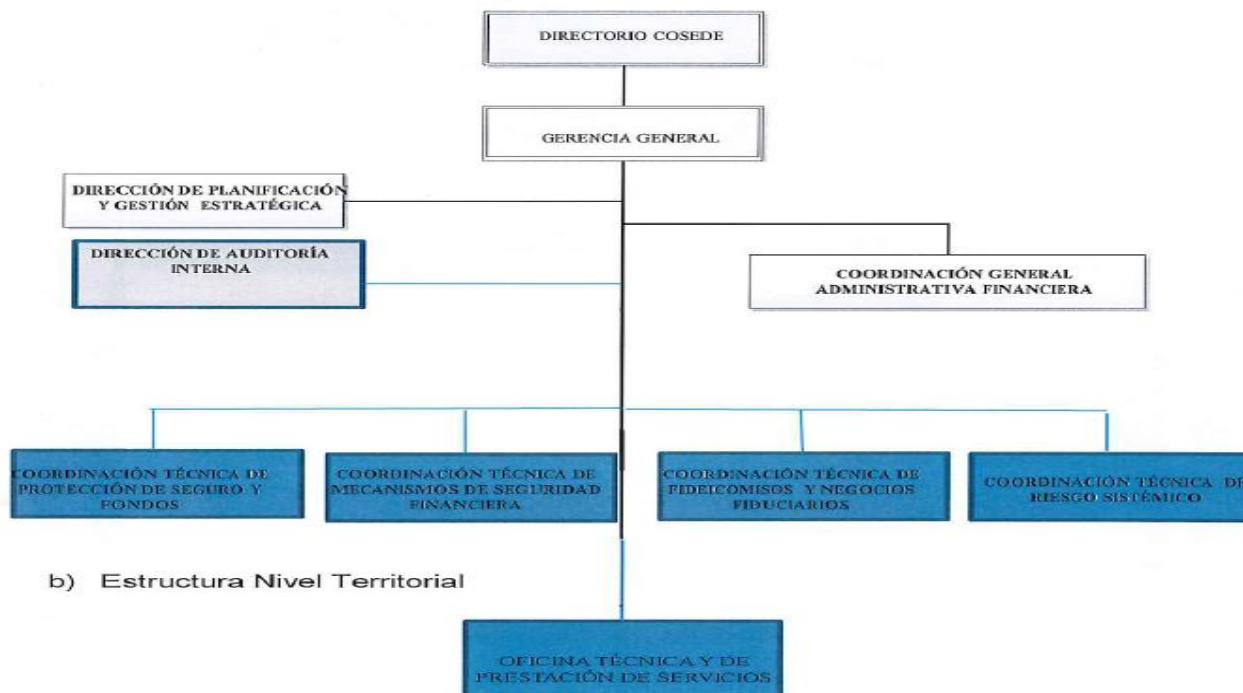 DIRECTORIO COSEDE
GERENCIA GENERAL
DIRECCIÓN DE PLANIFICACIÓN
Y GESTIÓN ESTRATÉGICA
DIRECCIÓN DE AUDITORÍA
INTERNA
COORDINACIÓN GENERAL
ADMINISTRATIVA FINANCIERA
COORDINACIÓN TÉCNICA DE
PROTECCIÓN DE SEGURO Y
FONDOS
COORDINACIÓN TÉCNICA DE
MECANISMOS DE SEGURIDAD
FINANCIERA
COORDINACIÓN TÉCNICA DE
FIDEICOMISOS Y NEGOCIOS
FIDUCIARIOS
COORDINACIÓN TÉCNICA DE
RIESGO SISTÉMICO
b) Estructura Nivel Territorial
OFICINA TÉCNICA Y DE
PRESTACIÓN DE SERVICIOS